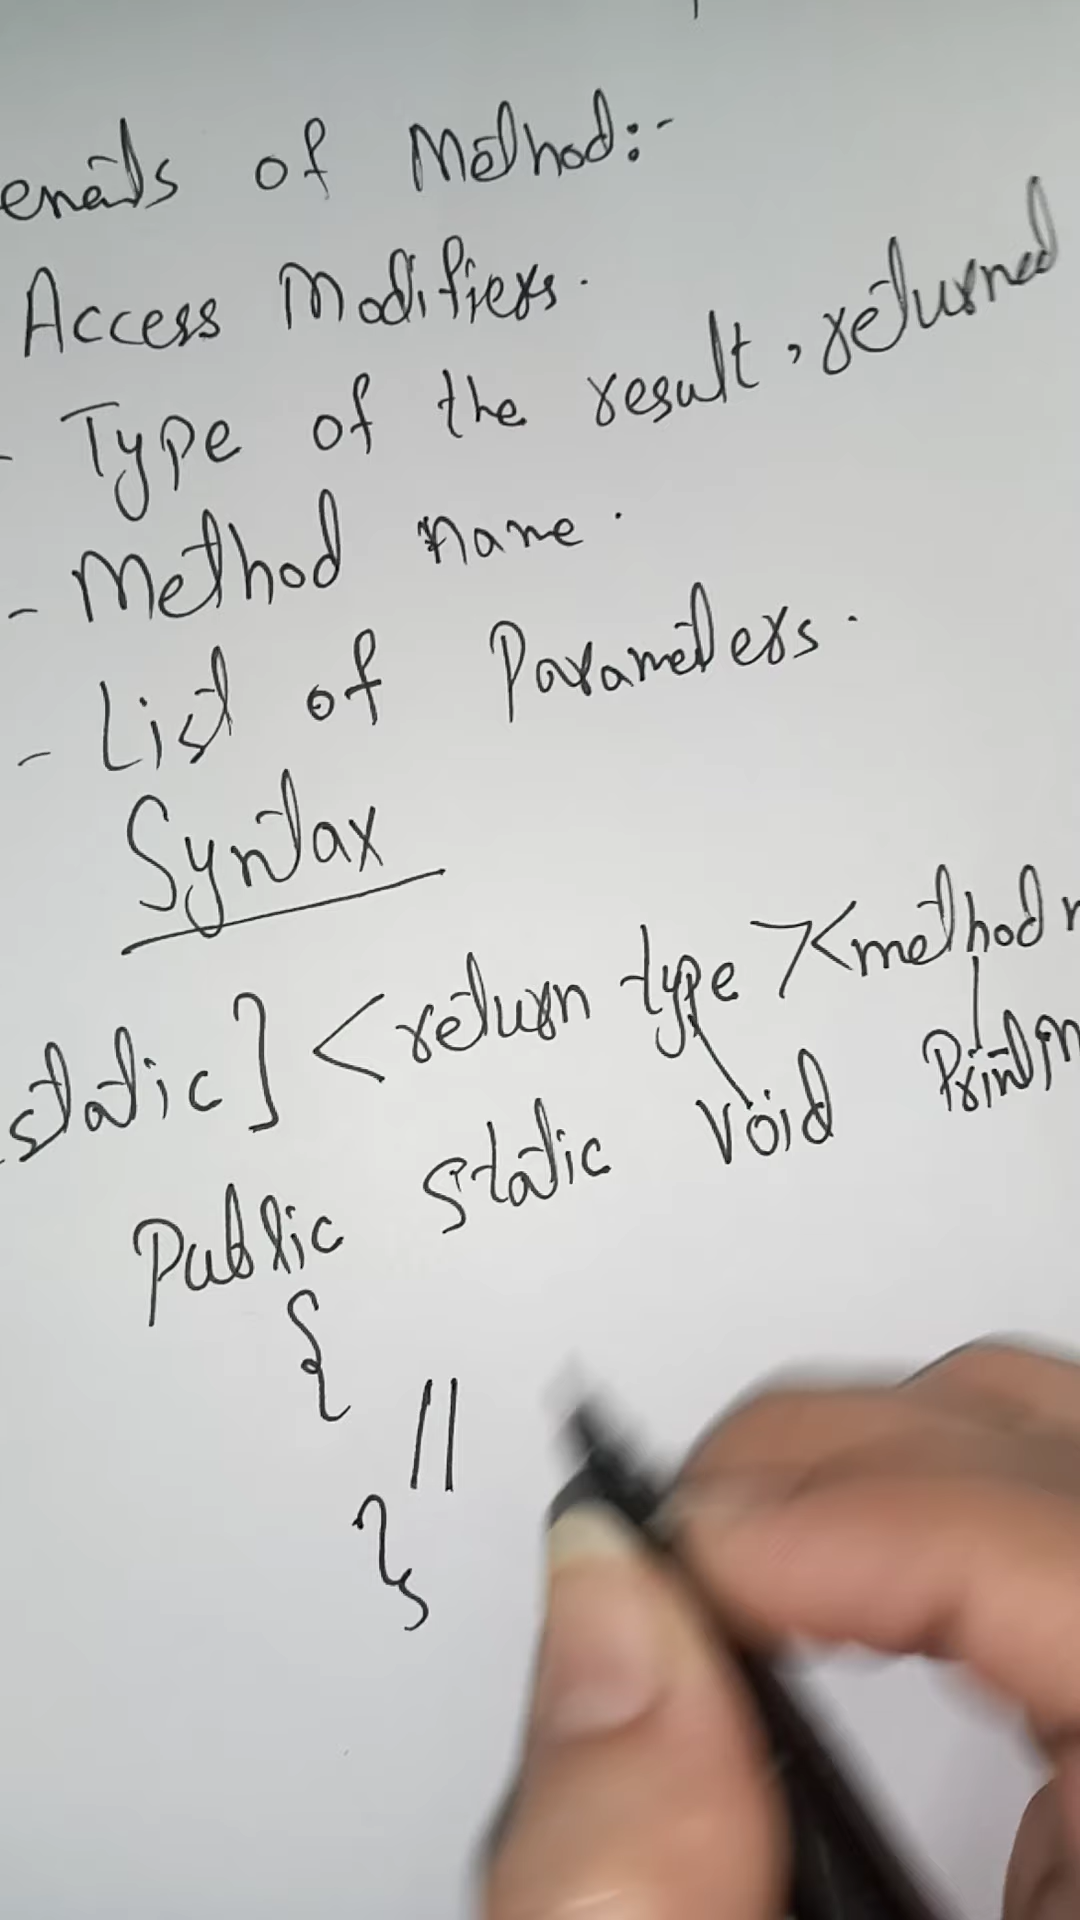 of Method:-
Access Modifiers.
- Type of the result, returned
- Method name.
- List of Parameters.
Syntax
static] <return type><method
Public static void Print
{
//
}